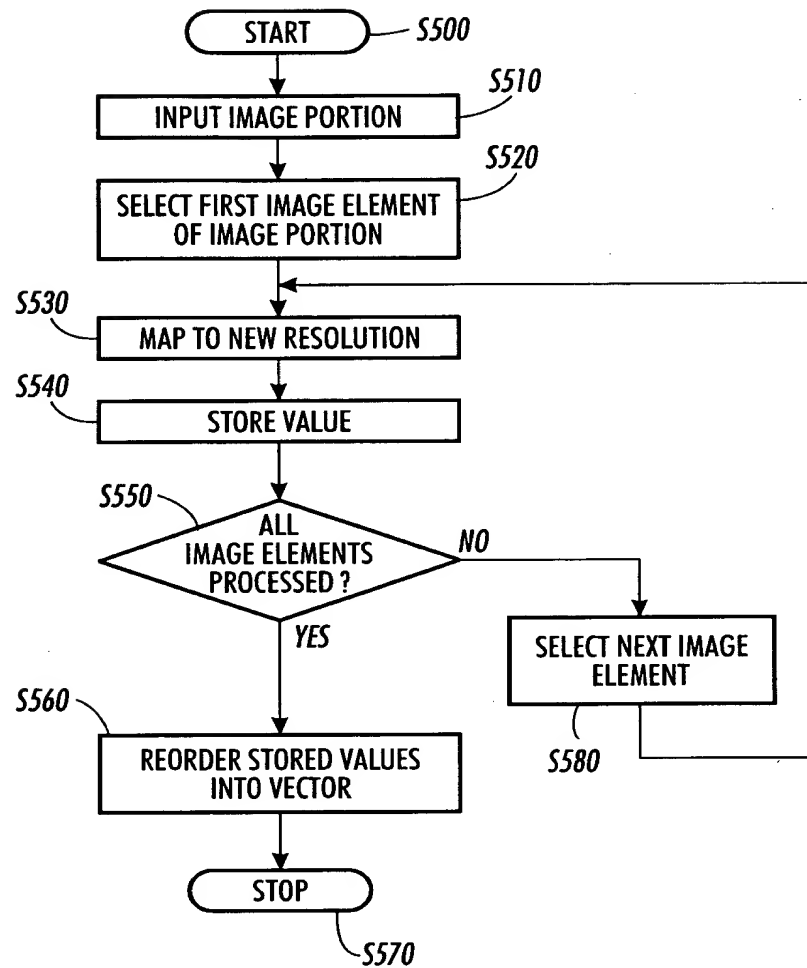 START
S500
S510
INPUT IMAGE PORTION
S520
SELECT FIRST IMAGE ELEMENT
OF IMAGE PORTION
S530
MAP TO NEW RESOLUTION
S540
STORE VALUE
S550
ALL
IMAGE ELEMENTS
PROCESSED ?
NO
YES
SELECT NEXT IMAGE
ELEMENT
S580
S560
REORDER STORED VALUES
INTO VECTOR
STOP
S570